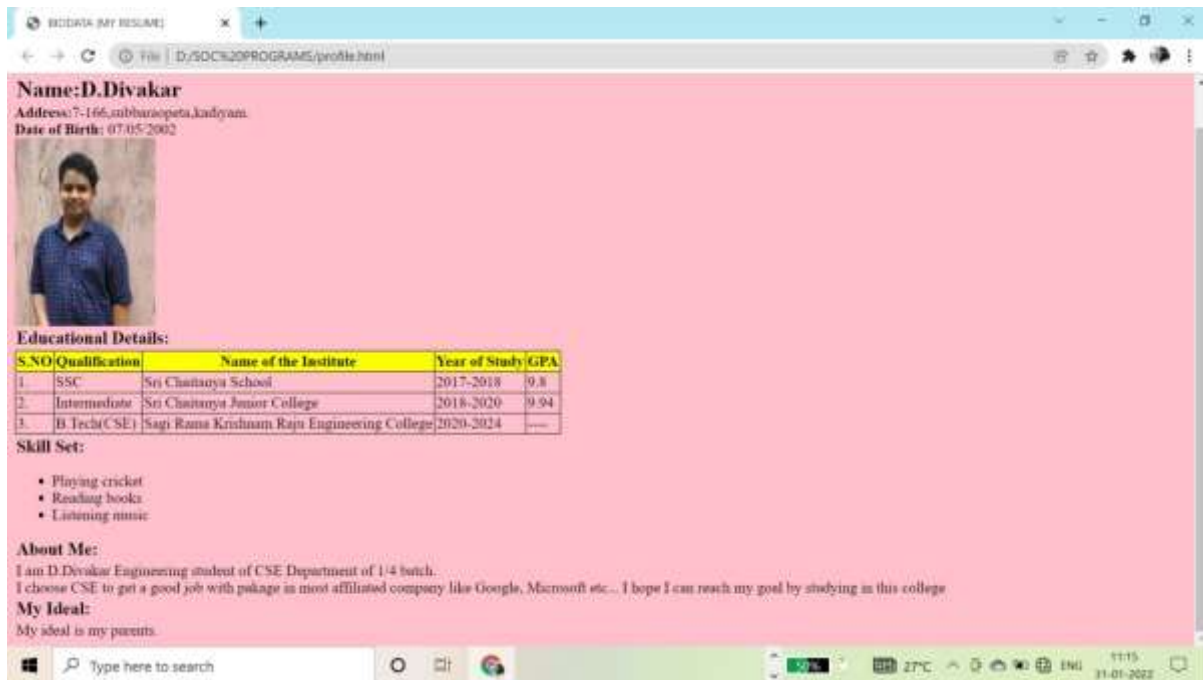 BIODATA (MY RESUME)
File | D:/SOC%20PROGRAMS/profile.html
Name:D.Divakar
Address:7-166,subbaraopeta,kadiyam.
Date of Birth: 07/05/2002
Educational Details:
S.NO Qualification Name of the Institute Year of Study GPA
1. SSC Sri Chaitanya School 2017-2018 9.8
2. Intermediate Sri Chaitanya Junior College 2018-2020 9.94
3. B.Tech(CSE) Sagi Rama Krishnam Raju Engineering College 2020-2024 ----
Skill Set:
• Playing cricket
• Reading books
• Listening music
About Me:
I am D.Divakar Engineering student of CSE Department of 1/4 batch.
I choose CSE to get a good job with pakage in most affiliated company like Google, Microsoft etc... I hope I can reach my goal by studying in this college
My Ideal:
My ideal is my parents.
Type here to search
27°C ENG 11:15
31-01-2022